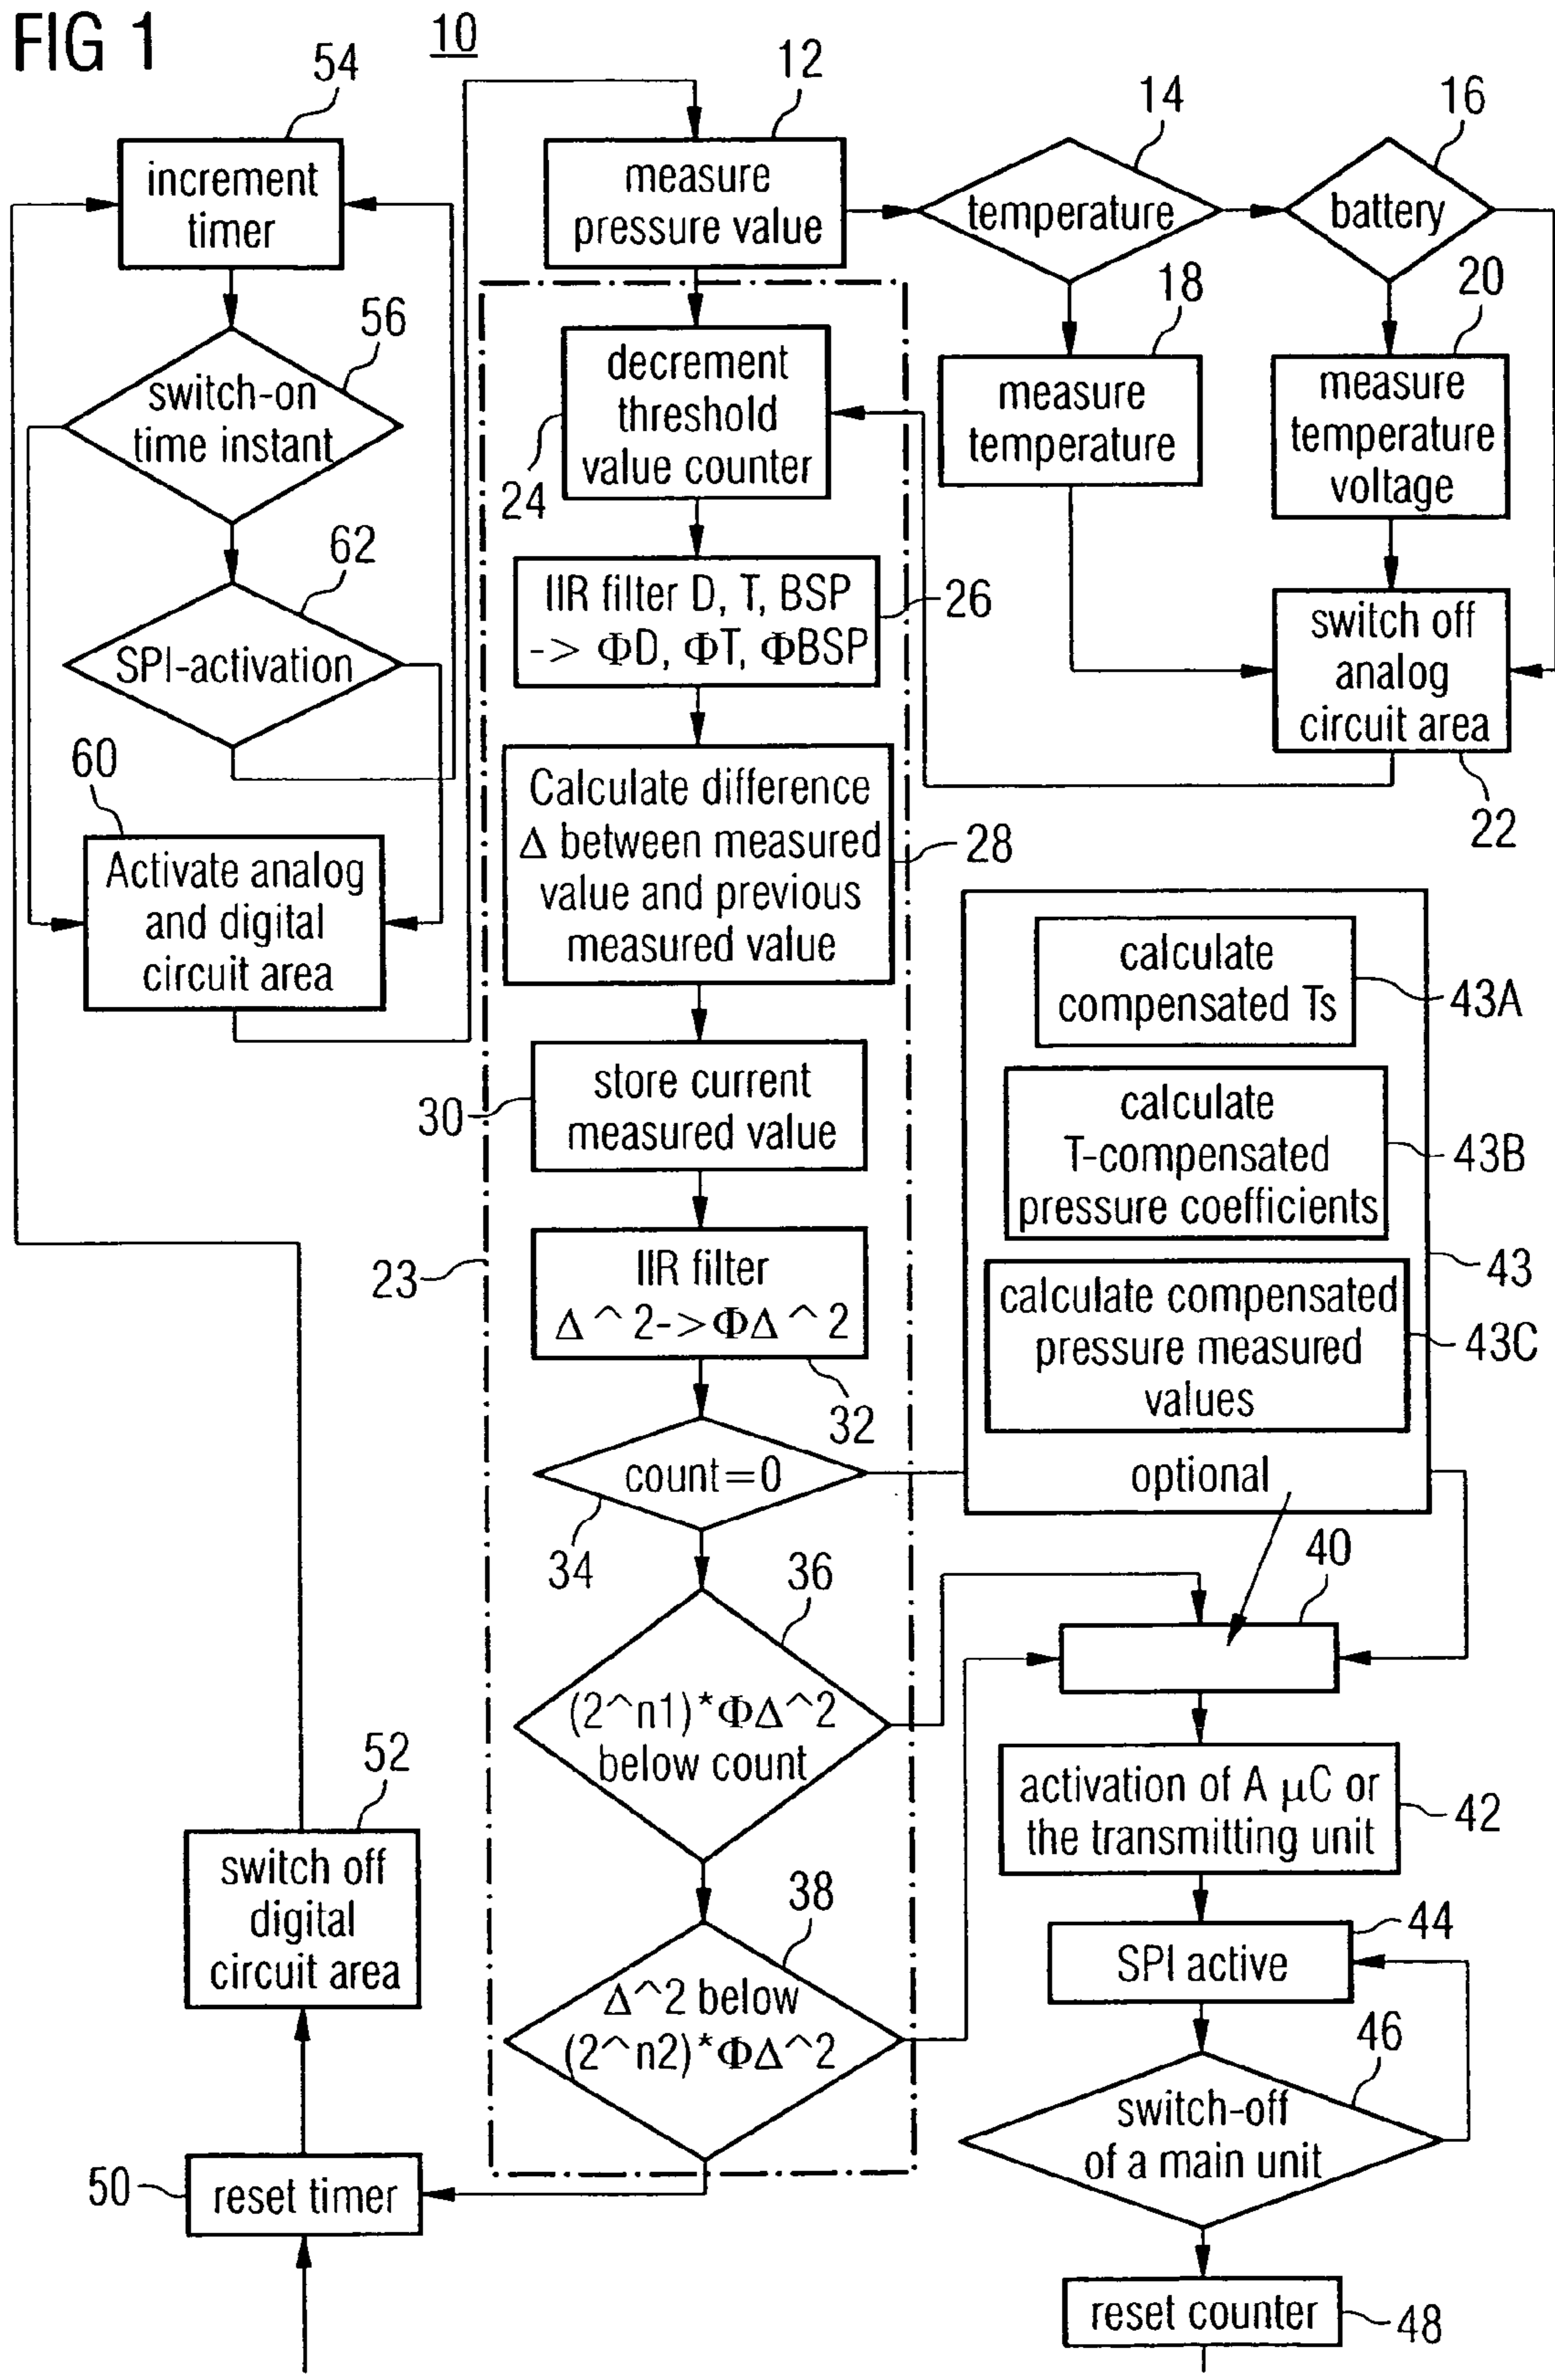 FIG 1
10
54
increment
timer
56
switch-on
time instant
62
SPI-activation
60
Activate analog
and digital
circuit area
12
measure
pressure value
14
temperature
16
battery
18
measure
temperature
20
measure
temperature
voltage
switch off
analog
circuit area
22
decrement
threshold
value counter
24
IIR filter D, T, BSP
-> ΦD, ΦT, ΦBSP
26
Calculate difference
Δ between measured
value and previous
measured value
28
store current
measured value
30
23
IIR filter
Δ^2->ΦΔ^2
32
count=0
34
36
(2^n1)*ΦΔ^2
below count
38
Δ^2 below
(2^n2)*ΦΔ^2
calculate
compensated Ts
43A
calculate
T-compensated
pressure coefficients
43B
43
calculate compensated
pressure measured
values
43C
optional
40
activation of A μC or
the transmitting unit
42
44
SPI active
46
switch-off
of a main unit
reset counter
48
52
switch off
digital
circuit area
50
reset timer